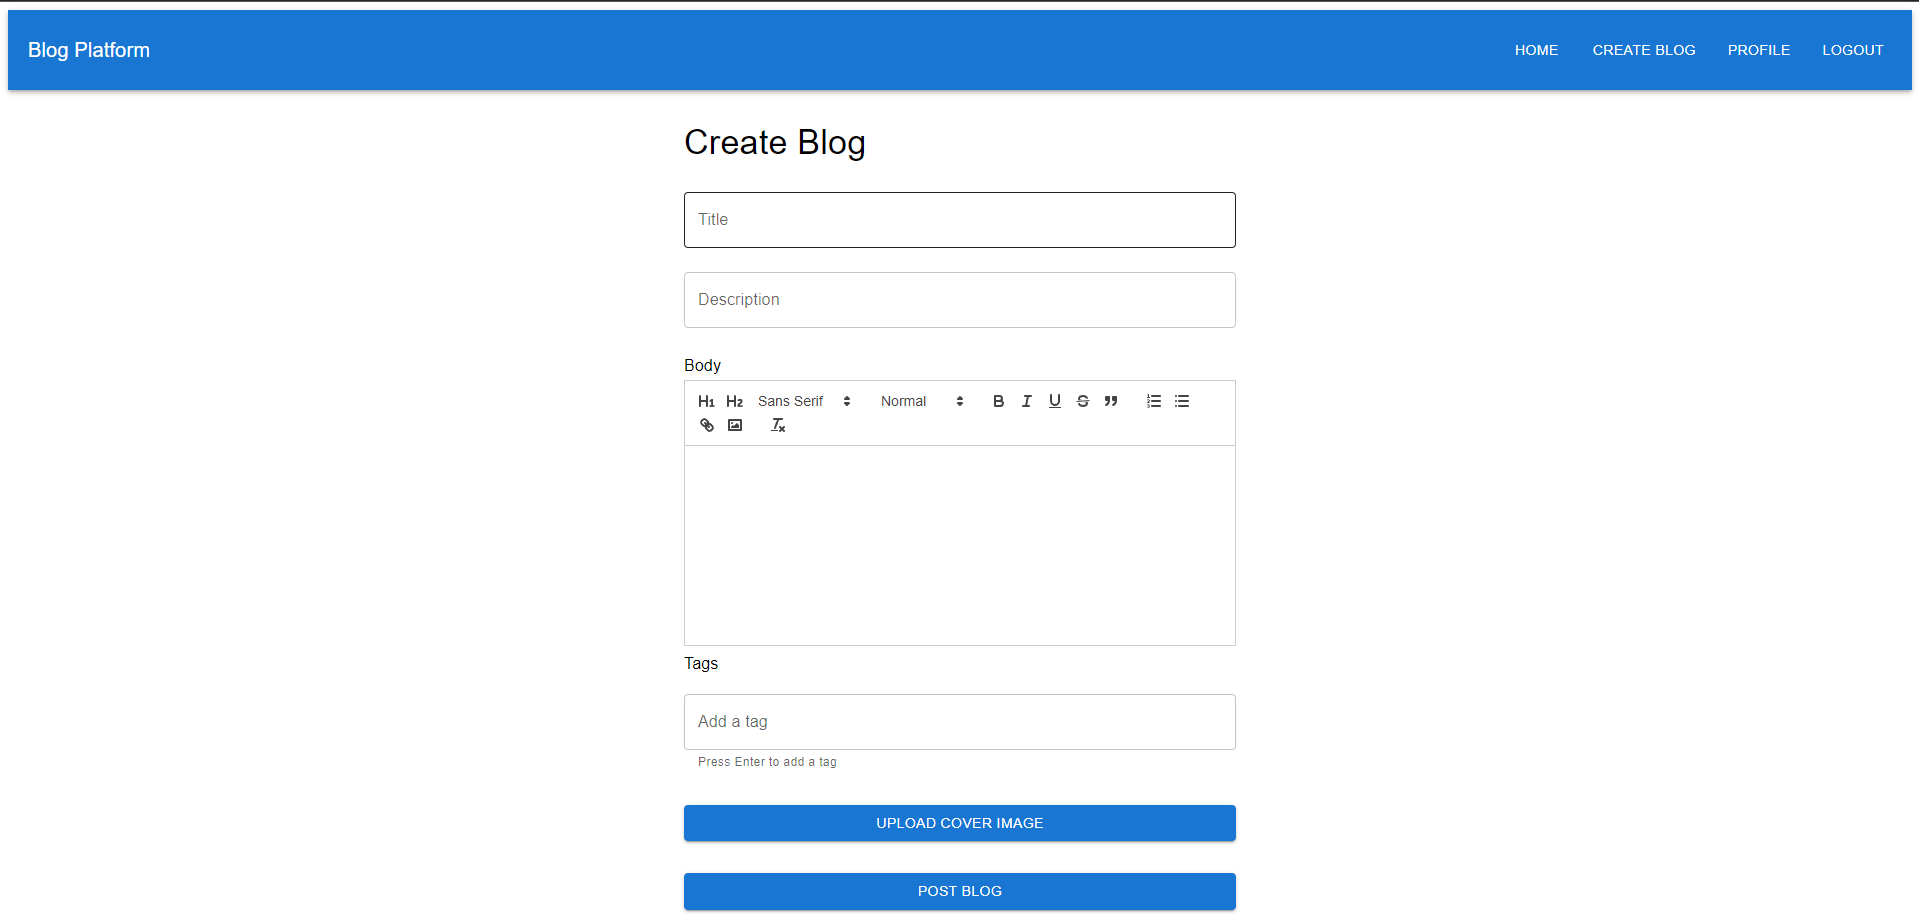 Blog Platform HOME CREATE BLOG PROFILE LOGOUT
Create Blog
Title
Description
Body
H1 H2 Sans Serif Normal B I U S
Tags
Add a tag
Press Enter to add a tag
UPLOAD COVER IMAGE
POST BLOG